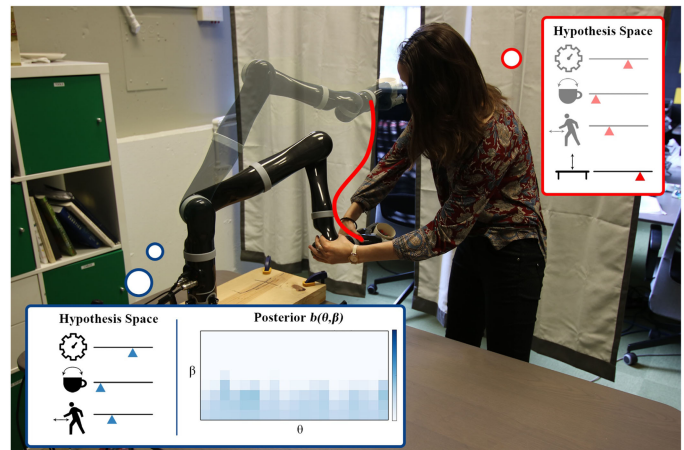 Hypothesis Space
Hypothesis Space
Posterior b(θ,β)
β
θ